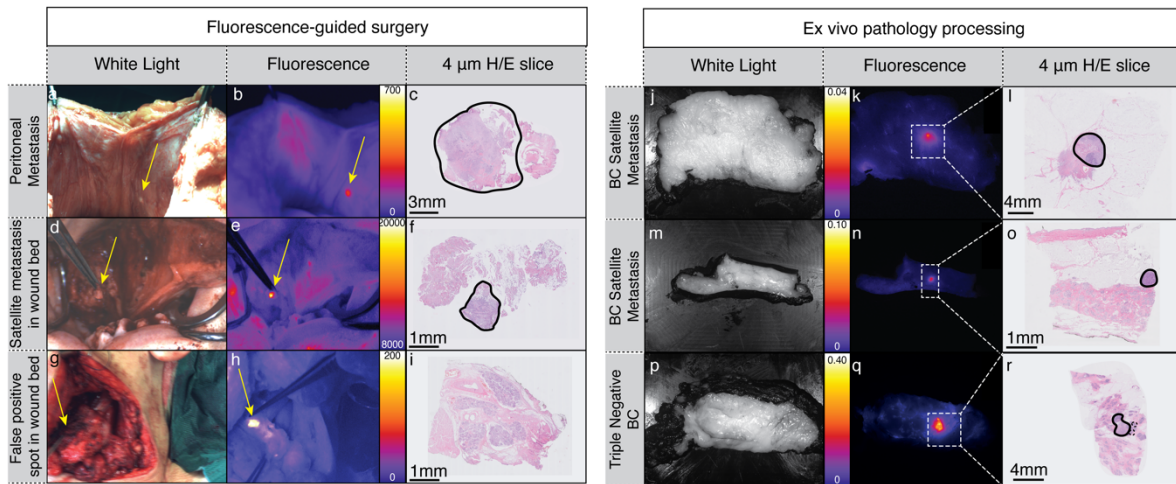 Fluorescence-guided surgery
White Light
Fluorescence
4 µm H/E slice
Peritoneal
Metastasis
a
b
700
0
c
3mm
Satellite metastasis
in wound bed
d
e
20000
8000
f
1mm
False positive
spot in wound bed
g
h
200
0
i
1mm
Ex vivo pathology processing
White Light
Fluorescence
4 µm H/E slice
BC Satellite
Metastasis
j
0.04
0
k
l
4mm
BC Satellite
Metastasis
m
0.10
0
n
o
1mm
Triple Negative
BC
p
0.40
0
q
r
4mm